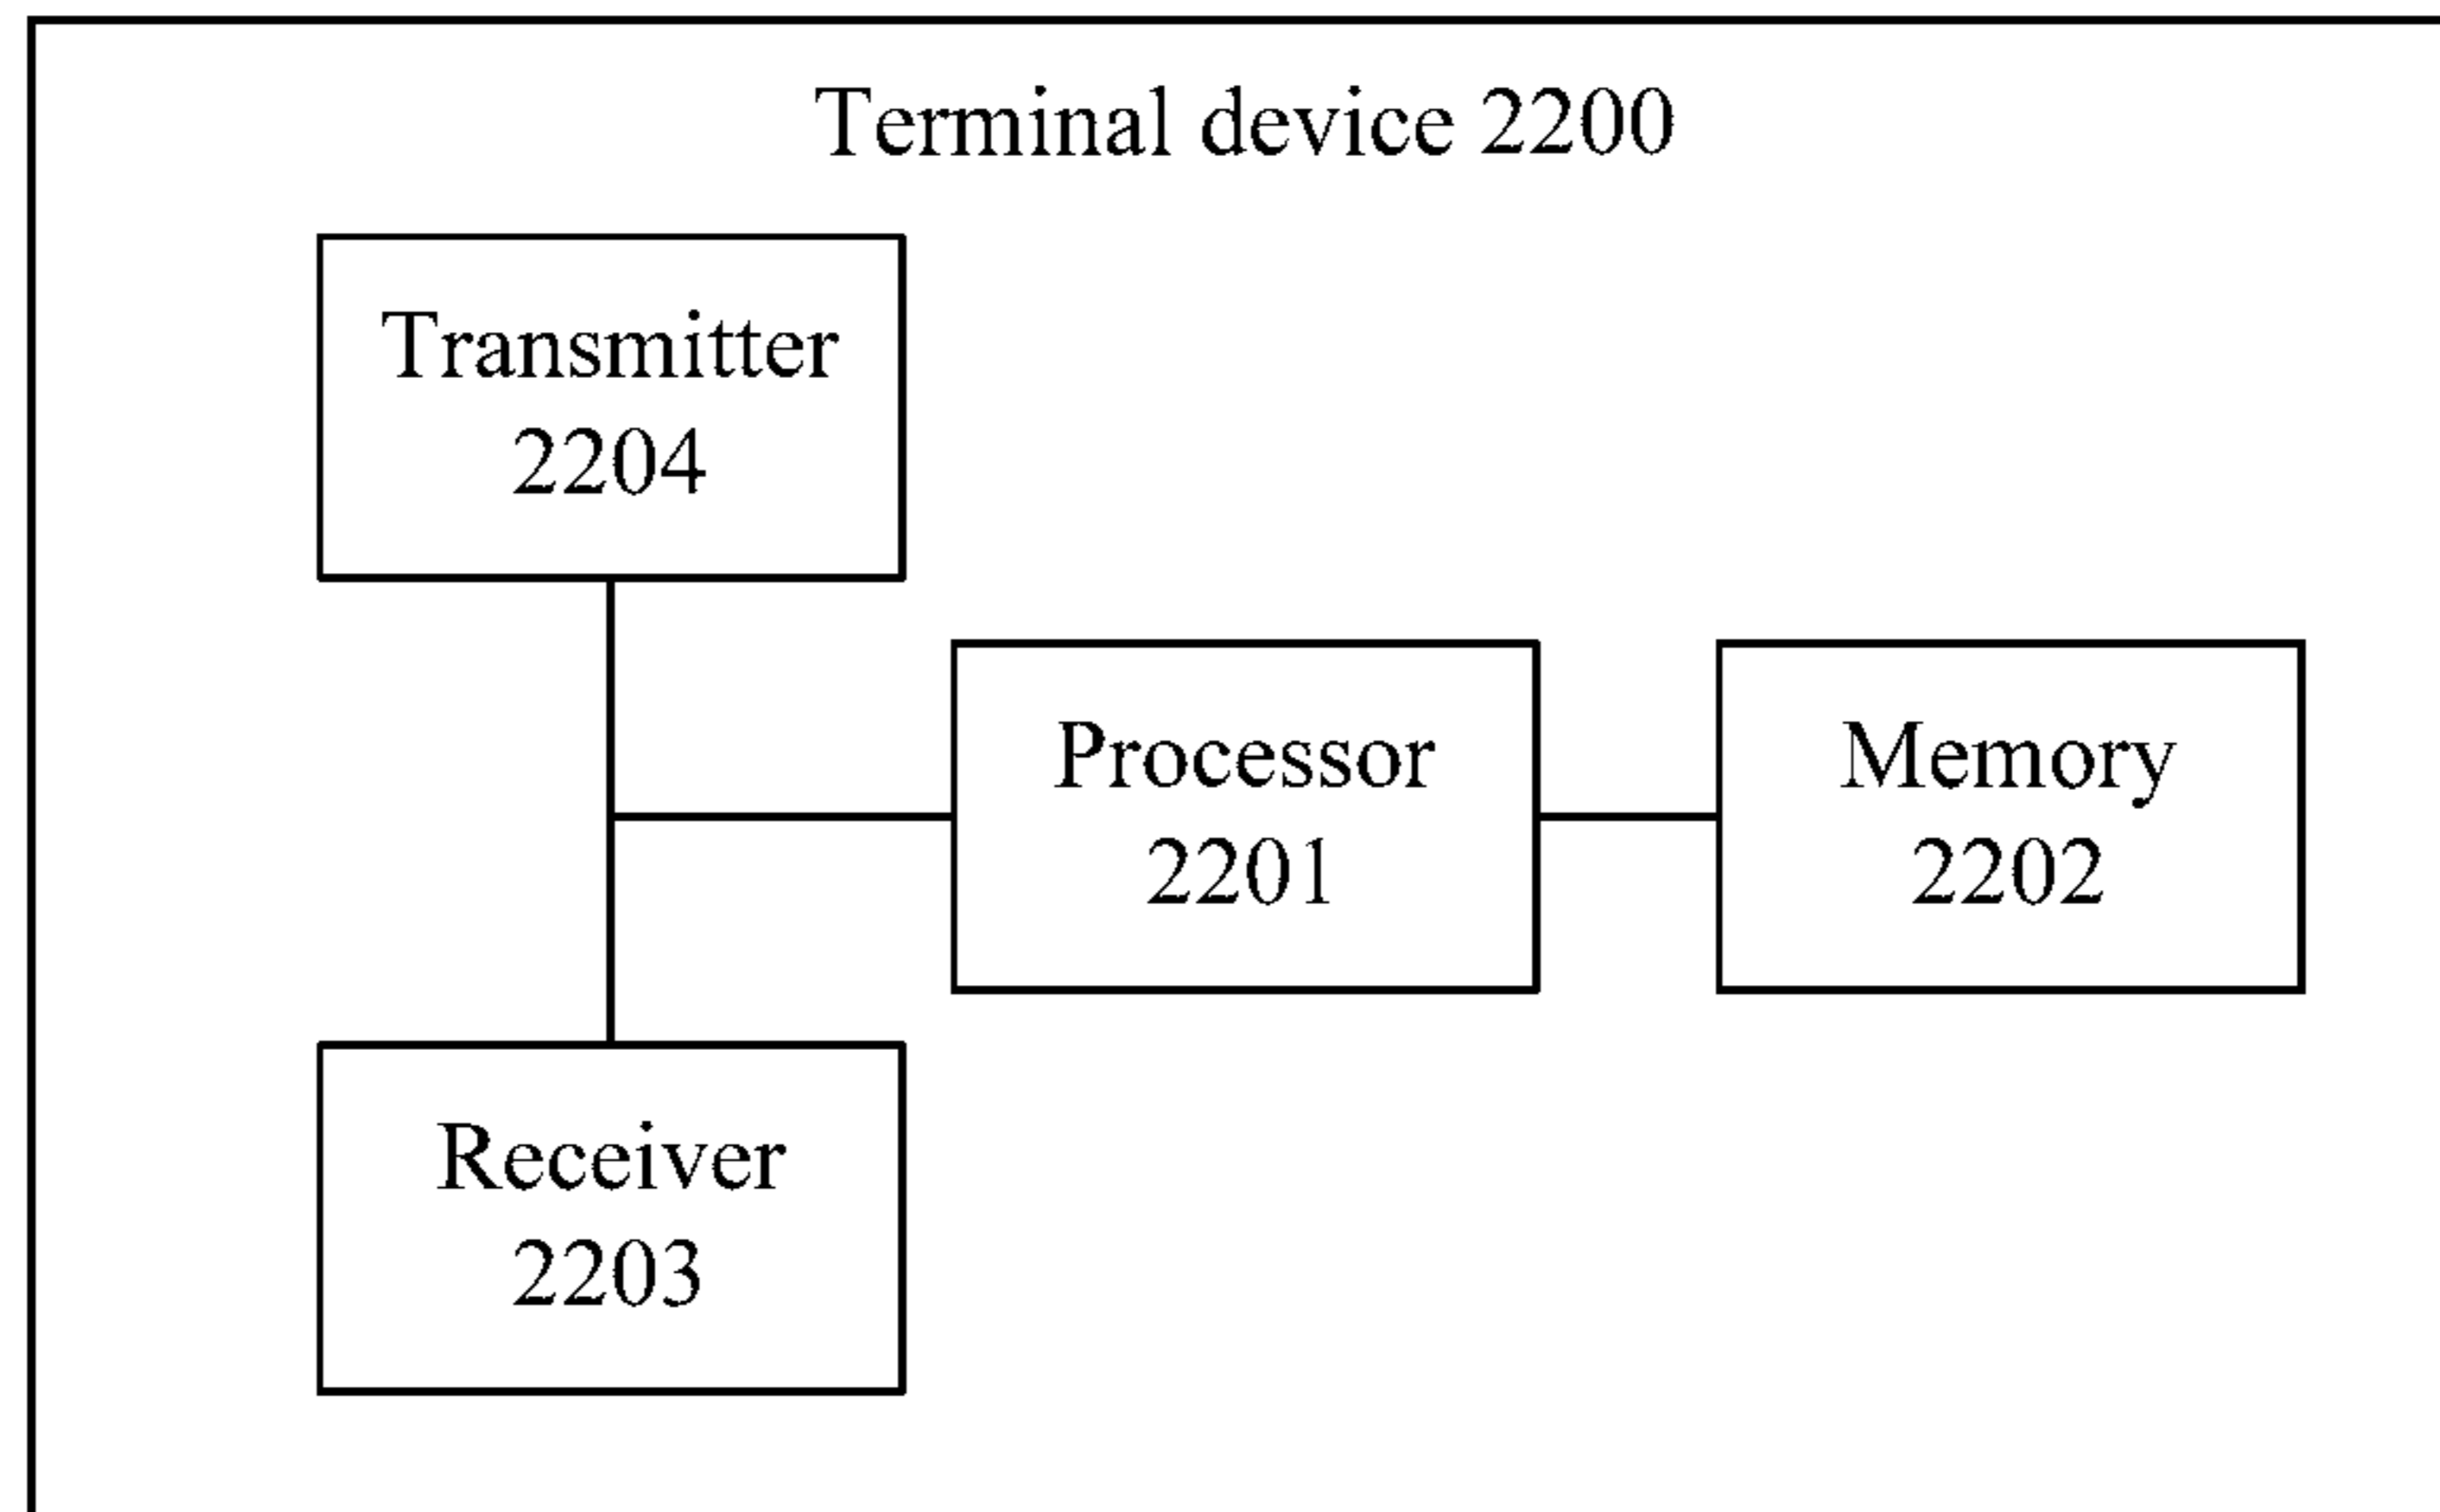 Terminal device 2200
Transmitter
2204
Processor
2201
Memory
2202
Receiver
2203